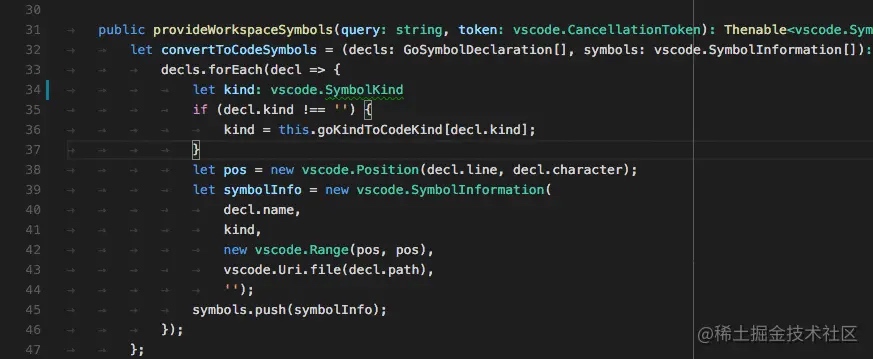 30
31 public provideWorkspaceSymbols(query: string, token: vscode.CancellationToken): Thenable<vscode.Sym
32 let convertToCodeSymbols = (decls: GoSymbolDeclaration[], symbols: vscode.SymbolInformation[]):
33 decls.forEach(decl => {
34 let kind: vscode.SymbolKind
35 if (decl.kind !== '') {
36 kind = this.goKindToCodeKind[decl.kind];
37 }
38 let pos = new vscode.Position(decl.line, decl.character);
39 let symbolInfo = new vscode.SymbolInformation(
40 decl.name,
41 kind,
42 new vscode.Range(pos, pos),
43 vscode.Uri.file(decl.path),
44 '');
45 symbols.push(symbolInfo);
46 });
47 };
@稀土掘金技术社区